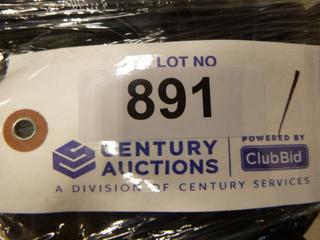 LOT NO
891
CENTURY
AUCTIONS
POWERED BY
ClubBid
A DIVISION OF CENTURY SERVICES